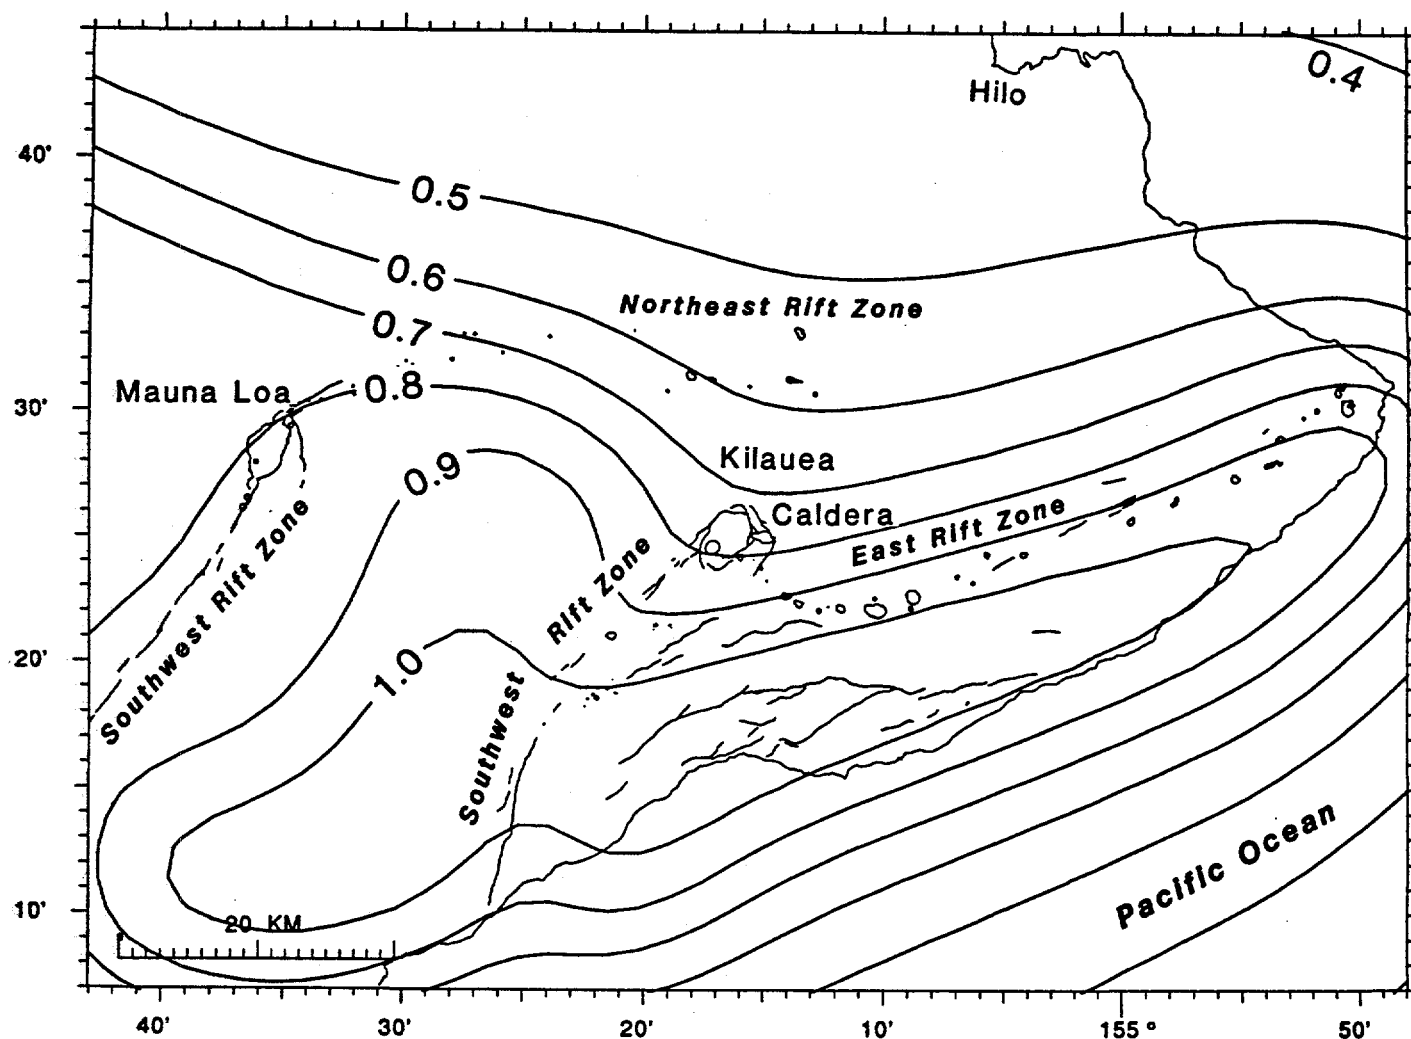 Hilo
0.4
40'
0.5
0.6
Northeast Rift Zone
0.7
Mauna Loa
0.8
30'
Kilauea
0.9
Caldera
East Rift Zone
Southwest Rift Zone
Rift Zone
Southwest
20'
1.0
Pacific Ocean
10'
20 KM
40' 30' 20' 10' 155° 50'